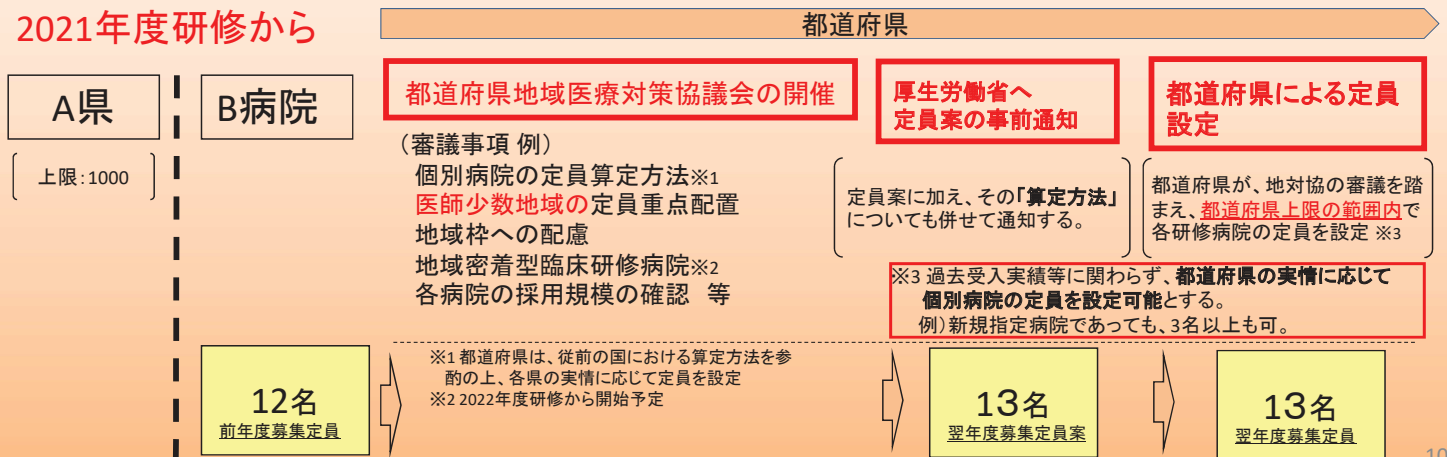 2021年度研修から
都道府県
A県
上限：1000
B病院
都道府県地域医療対策協議会の開催
（審議事項 例）
個別病院の定員算定方法※1
医師少数地域の定員重点配置
地域枠への配慮
地域密着型臨床研修病院※2
各病院の採用規模の確認 等
厚生労働省へ
定員案の事前通知
定員案に加え、その「算定方法」
についても併せて通知する。
都道府県による定員
設定
都道府県が、地対協の審議を踏
まえ、都道府県上限の範囲内で
各研修病院の定員を設定 ※3
※3 過去受入実績等に関わらず、都道府県の実情に応じて
個別病院の定員を設定可能とする。
例）新規指定病院であっても、3名以上も可。
12名
前年度募集定員
※1 都道府県は、従前の国における算定方法を参
酌の上、各県の実情に応じて定員を設定
※2 2022年度研修から開始予定
13名
翌年度募集定員案
13名
翌年度募集定員